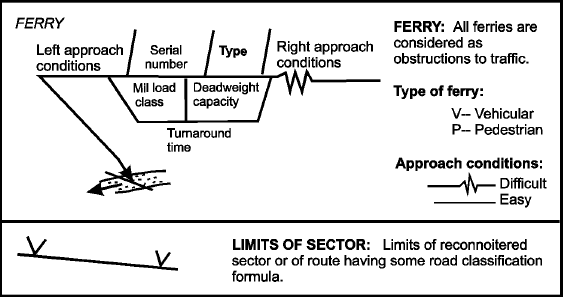 FERRY
Left approach
conditions
Serial
number
Type
Right approach
conditions
Mil load
class
Deadweight
capacity
Turnaround
time
FERRY: All ferries are
considered as
obstructions to traffic.
Type of ferry:
V-- Vehicular
P-- Pedestrian
Approach conditions:
Difficult
Easy
LIMITS OF SECTOR: Limits of reconnoitered
sector or of route having some road classification
formula.